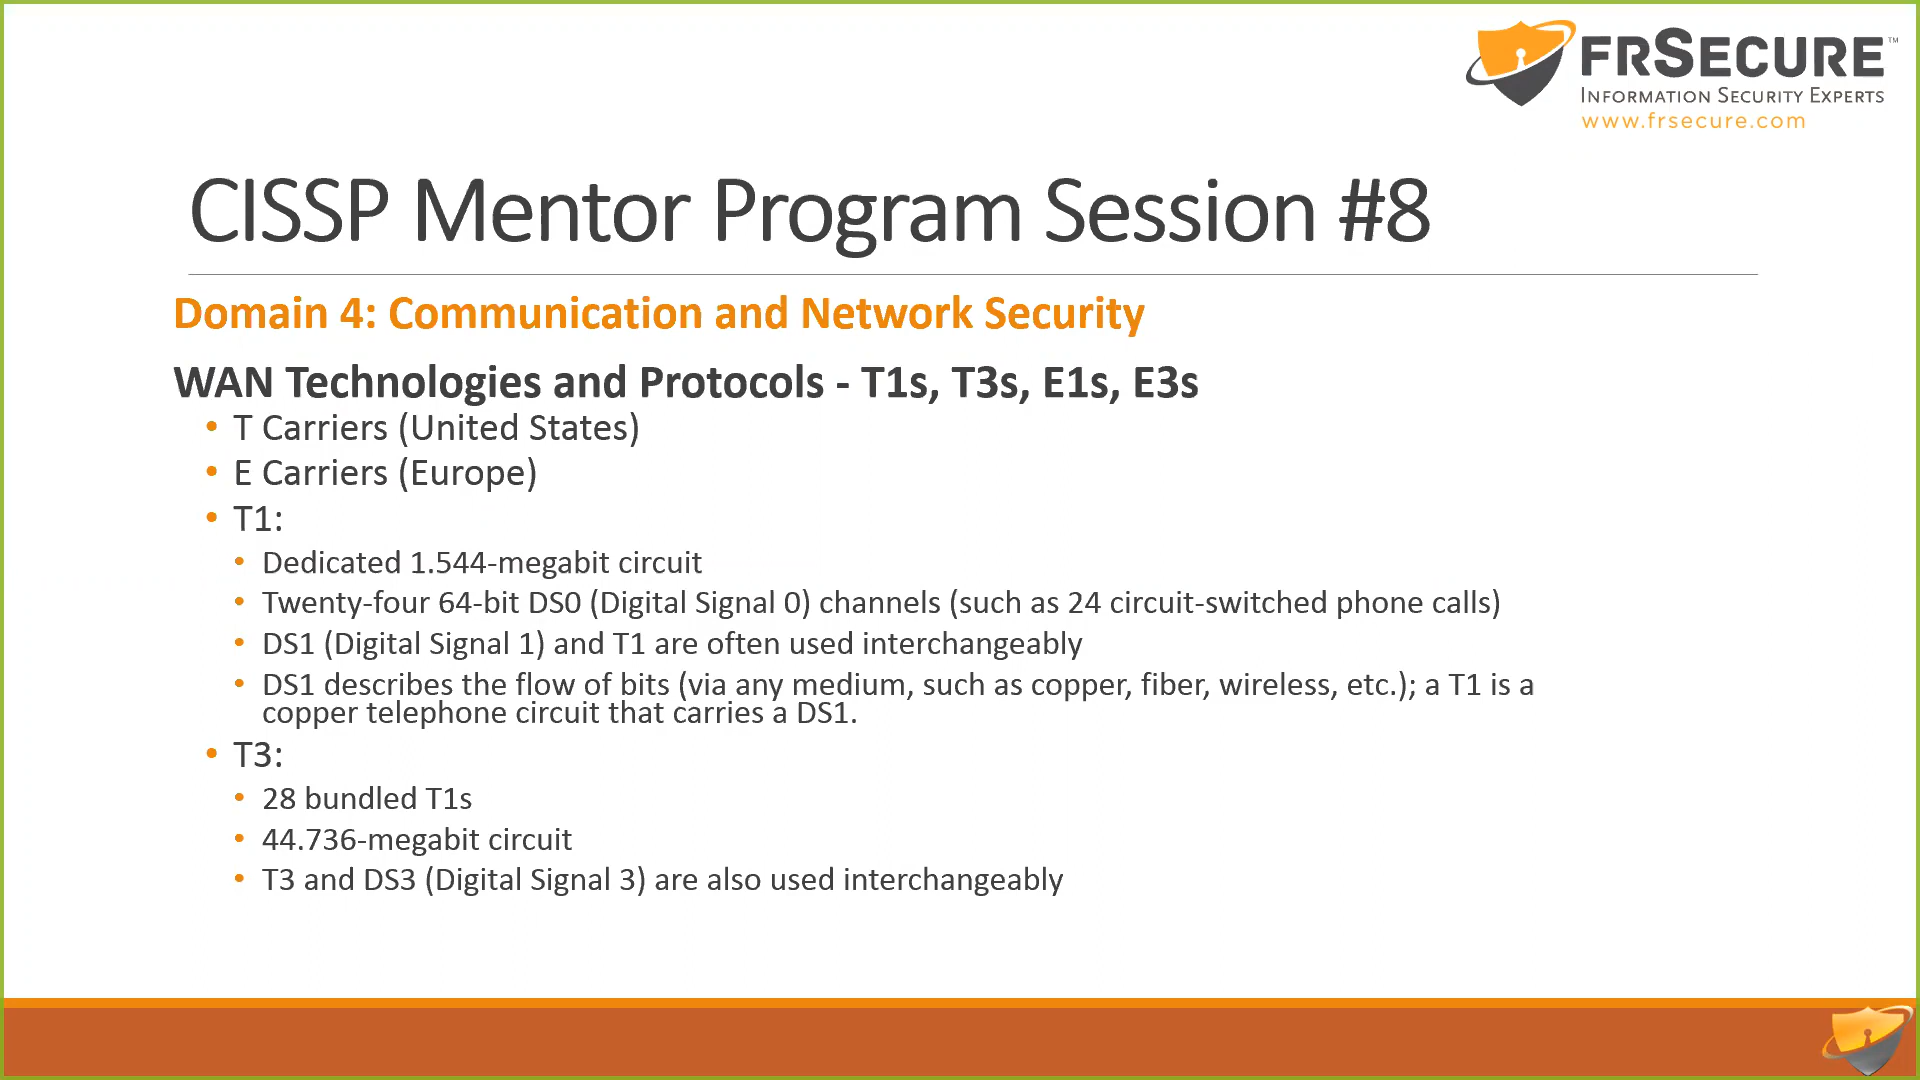 FRSECURE™
INFORMATION SECURITY EXPERTS
www.frsecure.com
CISSP Mentor Program Session #8
Domain 4: Communication and Network Security
WAN Technologies and Protocols - T1s, T3s, E1s, E3s
• T Carriers (United States)
• E Carriers (Europe)
• T1:
• Dedicated 1.544-megabit circuit
• Twenty-four 64-bit DS0 (Digital Signal 0) channels (such as 24 circuit-switched phone calls)
• DS1 (Digital Signal 1) and T1 are often used interchangeably
• DS1 describes the flow of bits (via any medium, such as copper, fiber, wireless, etc.); a T1 is a
copper telephone circuit that carries a DS1.
• T3:
• 28 bundled T1s
• 44.736-megabit circuit
• T3 and DS3 (Digital Signal 3) are also used interchangeably